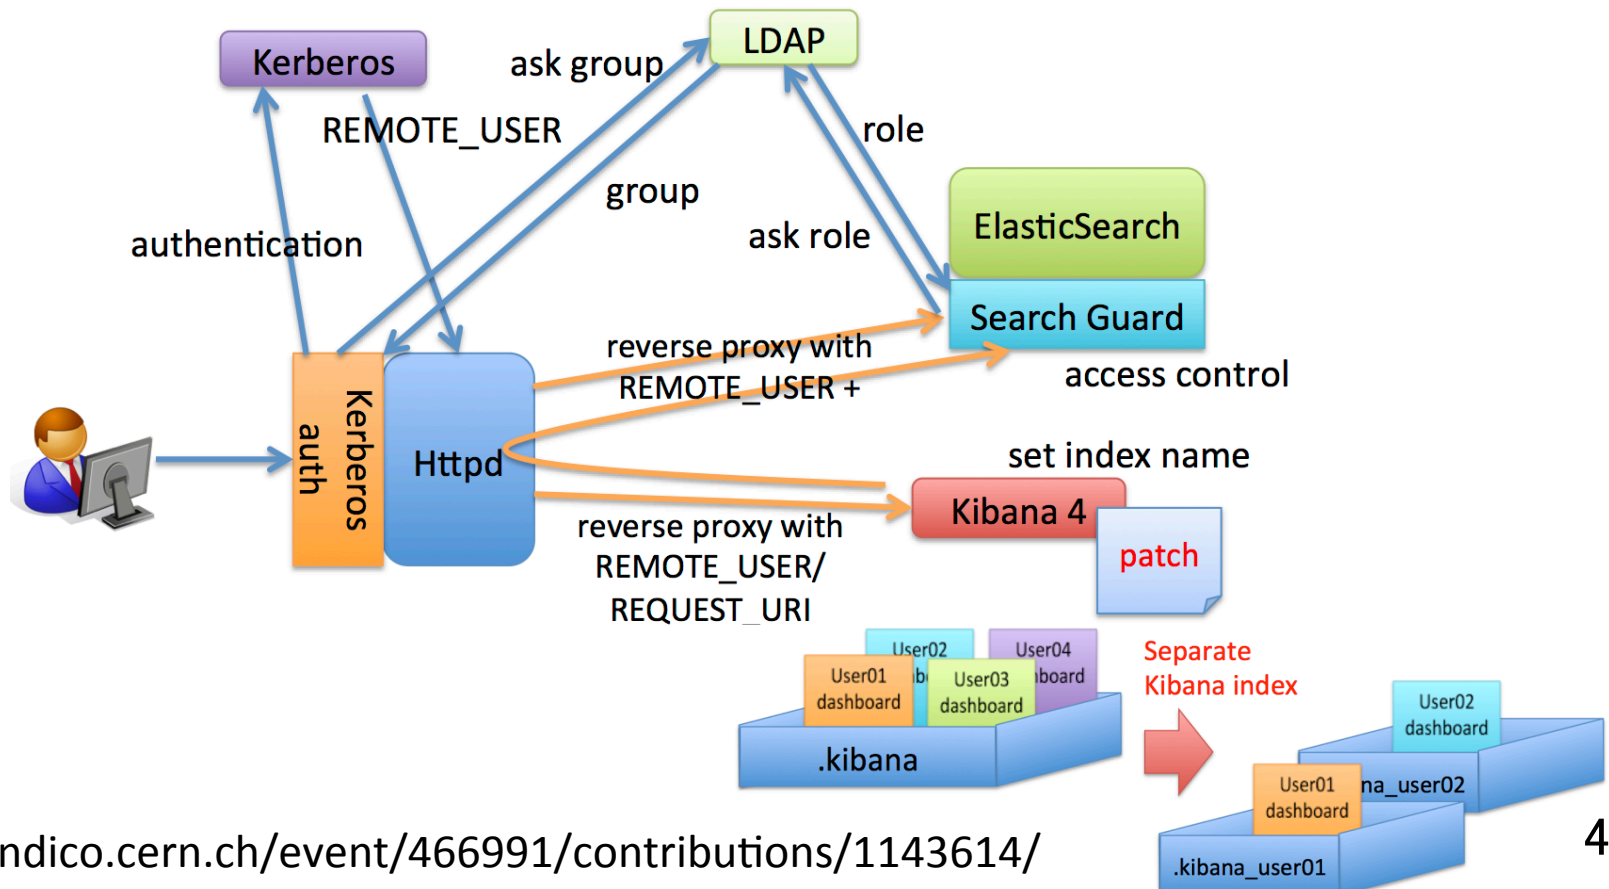 LDAP
Kerberos
ask group
REMOTE_USER
role
group
ask role
authentication
ElasticSearch
Search Guard
access control
reverse proxy with
REMOTE_USER +
Kerberos
auth
Httpd
set index name
Kibana 4
patch
reverse proxy with
REMOTE_USER/
REQUEST_URI
User02
User04
User01
dashboard
User03
dashboard
.kibana
Separate
Kibana index
User02
dashboard
na_user02
User01
dashboard
.kibana_user01
ndico.cern.ch/event/466991/contributions/1143614/
4